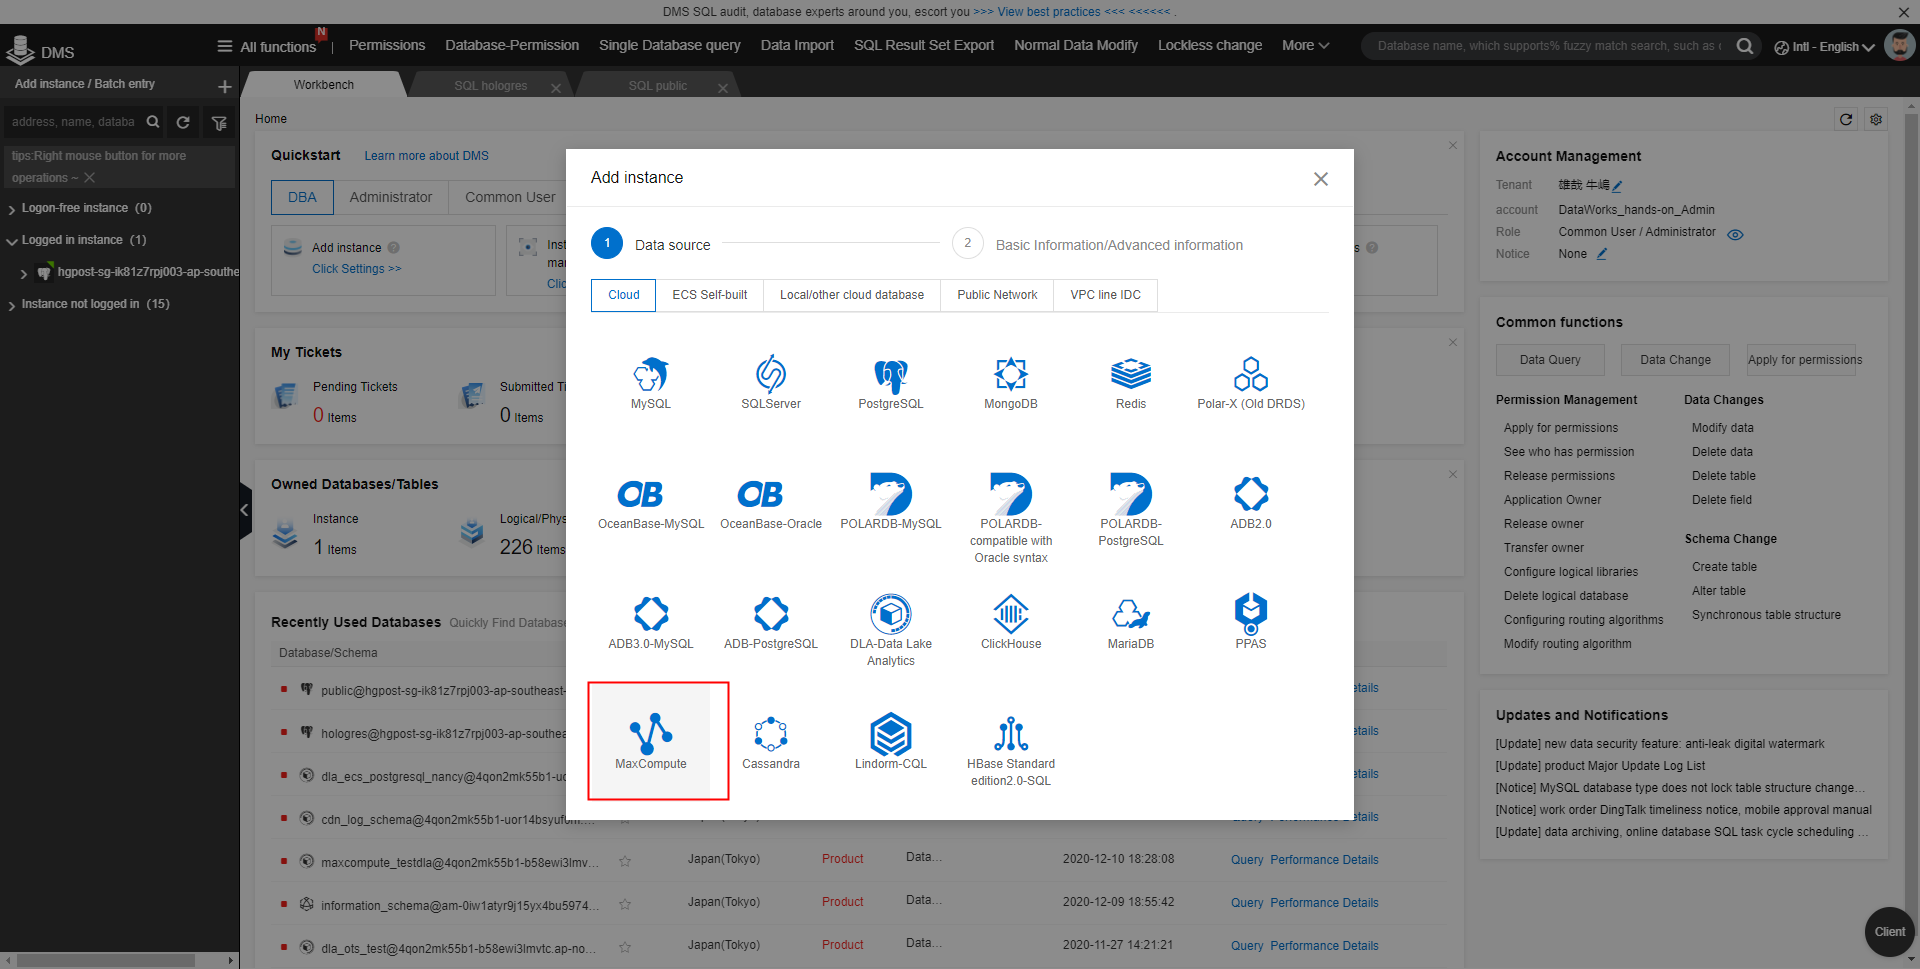 DMS SQL audit, database experts around you, escort you >>> View best practices <<< <<<<<< .
DMS
All functions
N
Permissions
Database-Permission
Single Database query
Data Import
SQL Result Set Export
Normal Data Modify
Lockless change
More
Database name, which supports% fuzzy match search, such as
Intl - English
Add instance / Batch entry
Workbench
SQL hologres
SQL public
address, name, databa
tips:Right mouse button for more
operations ~
Logon-free instance (0)
Logged in instance (1)
hgpost-sg-ik81z7rpj003-ap-southe
Instance not logged in (15)
Home
Quickstart
Learn more about DMS
DBA
Administrator
Common User
Add instance
Click Settings >>
Inst
mar
Clic
s
My Tickets
Pending Tickets
0 Items
Submitted Ti
0 Items
Owned Databases/Tables
Instance
1 Items
Logical/Phys
226 Items
Recently Used Databases
Quickly Find Database
Database/Schema
public@hgpost-sg-ik81z7rpj003-ap-southeast-
etails
hologres@hgpost-sg-ik81z7rpj003-ap-southea
etails
dla_ecs_postgresql_nancy@4qon2mk55b1-uo
etails
cdn_log_schema@4qon2mk55b1-uor14bsyufom...
Query Performance Details
maxcompute_testdla@4qon2mk55b1-b58ewi3lmv...
Japan(Tokyo)
Product
Data...
2020-12-10 18:28:08
Query Performance Details
information_schema@am-0iw1atyr9j15yx4bu5974...
Japan(Tokyo)
Product
Data...
2020-12-09 18:55:42
Query Performance Details
dla_ots_test@4qon2mk55b1-b58ewi3lmvtc.ap-no...
Japan(Tokyo)
Product
Data...
2020-11-27 14:21:21
Query Performance Details
Add instance
1
Data source
2
Basic Information/Advanced information
Cloud
ECS Self-built
Local/other cloud database
Public Network
VPC line IDC
MySQL
SQLServer
PostgreSQL
MongoDB
Redis
Polar-X (Old DRDS)
OceanBase-MySQL
OceanBase-Oracle
POLARDB-MySQL
POLARDB-
compatible with
Oracle syntax
POLARDB-
PostgreSQL
ADB2.0
ADB3.0-MySQL
ADB-PostgreSQL
DLA-Data Lake
Analytics
ClickHouse
MariaDB
PPAS
MaxCompute
Cassandra
Lindorm-CQL
HBase Standard
edition2.0-SQL
Account Management
Tenant
雄哉 牛嶋
account
DataWorks_hands-on_Admin
Role
Common User / Administrator
Notice
None
Common functions
Data Query
Data Change
Apply for permissions
Permission Management
Apply for permissions
See who has permission
Release permissions
Application Owner
Release owner
Transfer owner
Configure logical libraries
Delete logical database
Configuring routing algorithms
Modify routing algorithm
Data Changes
Modify data
Delete data
Delete table
Delete field
Schema Change
Create table
Alter table
Synchronous table structure
Updates and Notifications
[Update] new data security feature: anti-leak digital watermark
[Update] product Major Update Log List
[Notice] MySQL database type does not lock table structure change...
[Notice] work order DingTalk timeliness notice, mobile approval manual
[Update] data archiving, online database SQL task cycle scheduling ...
Client